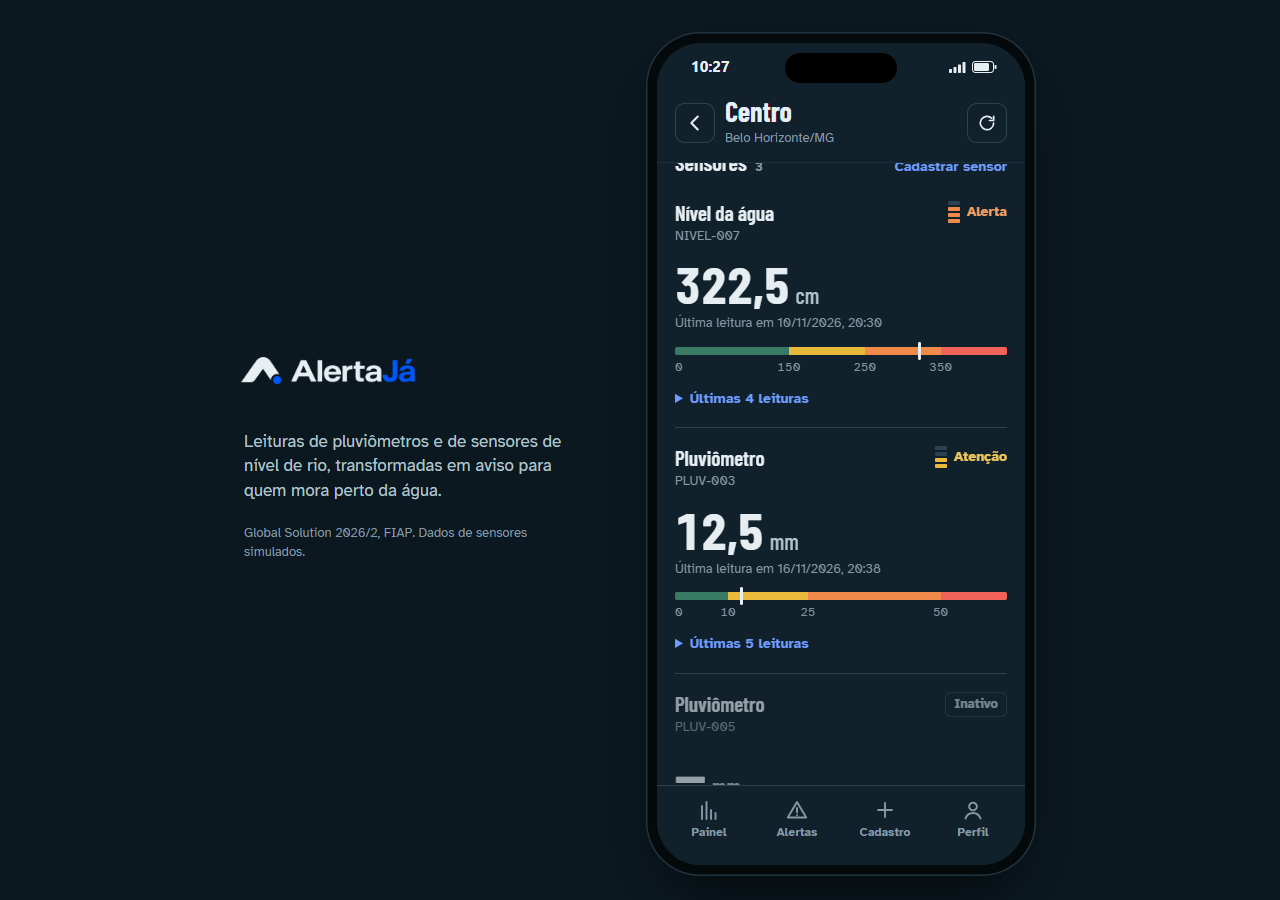 AlertaJá
Leituras de pluviômetros e de sensores de
nível de rio, transformadas em aviso para
quem mora perto da água.
Global Solution 2026/2, FIAP. Dados de sensores
simulados.
10:27
Centro
Belo Horizonte/MG
Sensores 3
Cadastrar sensor
Nível da água
Alerta
NIVEL-007
322,5 cm
Última leitura em 10/11/2026, 20:30
0 150 250 350
Últimas 4 leituras
Pluviômetro
Atenção
PLUV-003
12,5 mm
Última leitura em 16/11/2026, 20:38
0 10 25 50
Últimas 5 leituras
Pluviômetro
Inativo
PLUV-005
Painel Alertas Cadastro Perfil